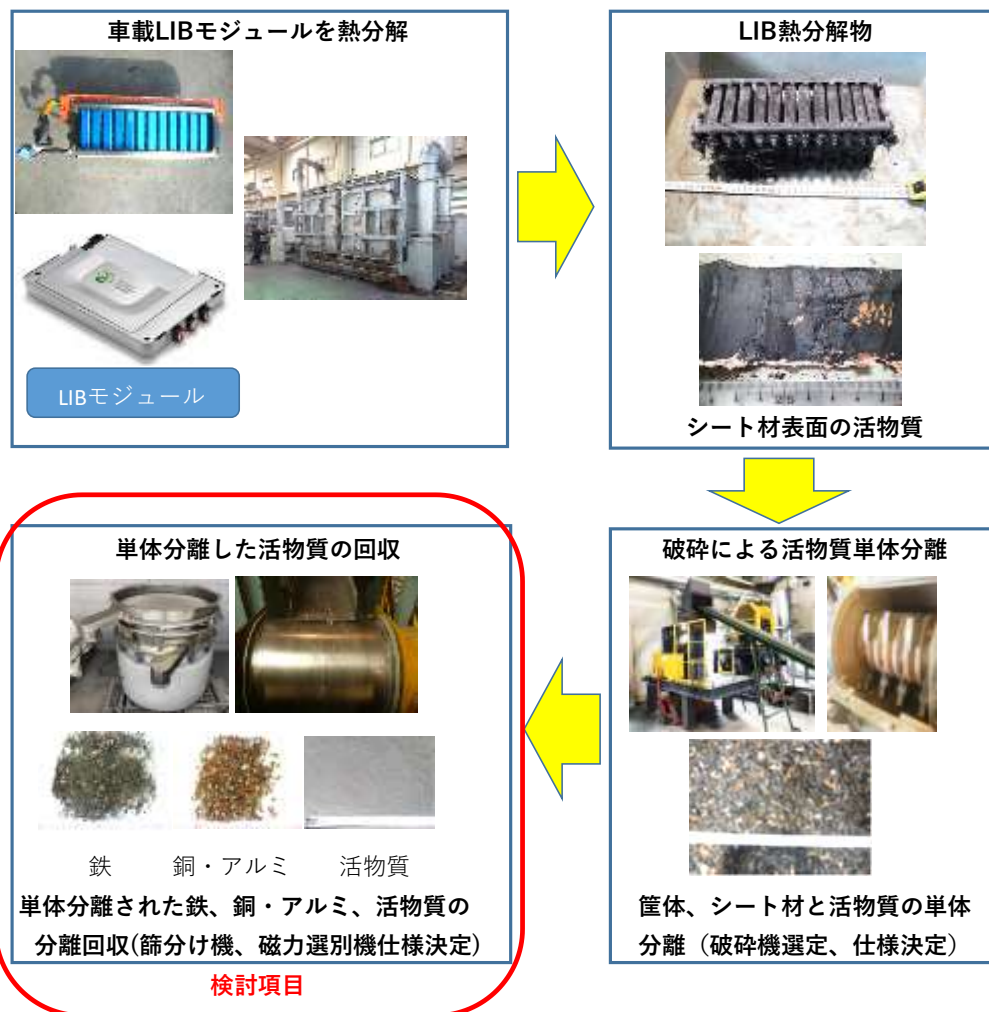 車載LIBモジュールを熱分解
LIBモジュール
LIB熱分解物
シート材表面の活物質
破砕による活物質単体分離
筐体、シート材と活物質の単体
分離（破砕機選定、仕様決定）
単体分離した活物質の回収
鉄 銅・アルミ 活物質
単体分離された鉄、銅・アルミ、活物質の
分離回収(篩分け機、磁力選別機仕様決定)
検討項目